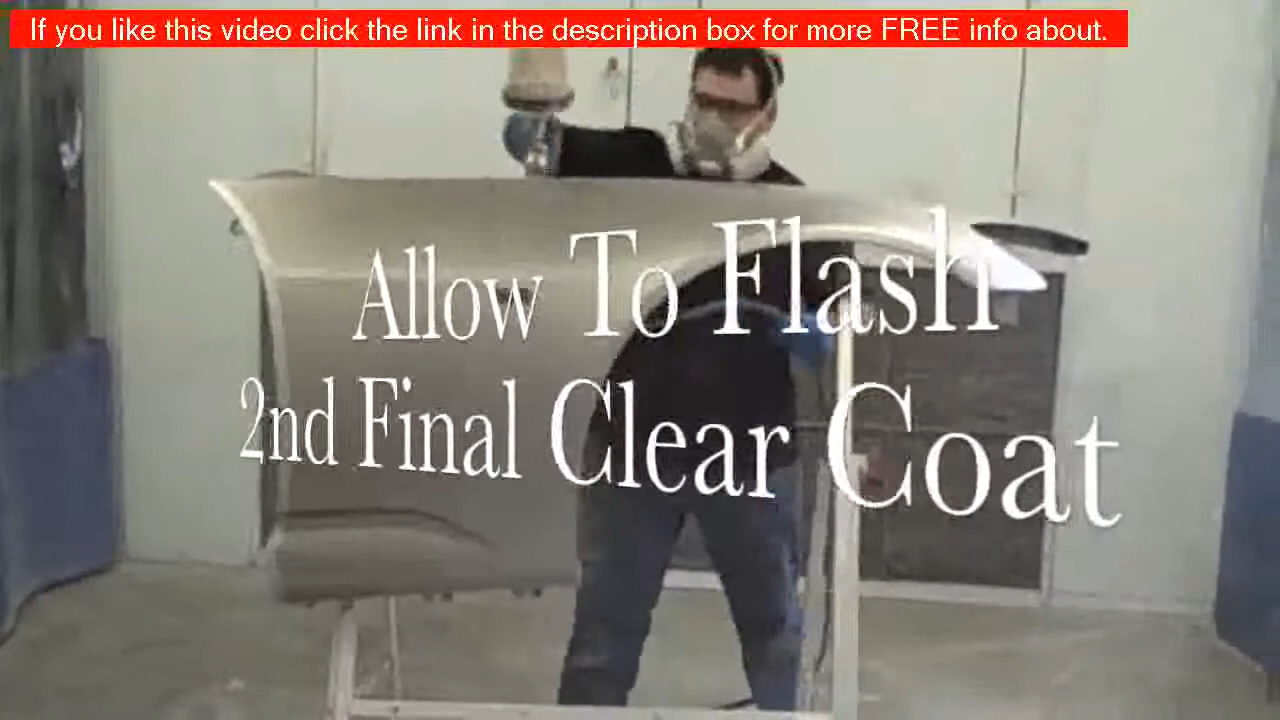 If you like this video click the link in the description box for more FREE info about.
Allow To Flash
2nd Final Clear Coat